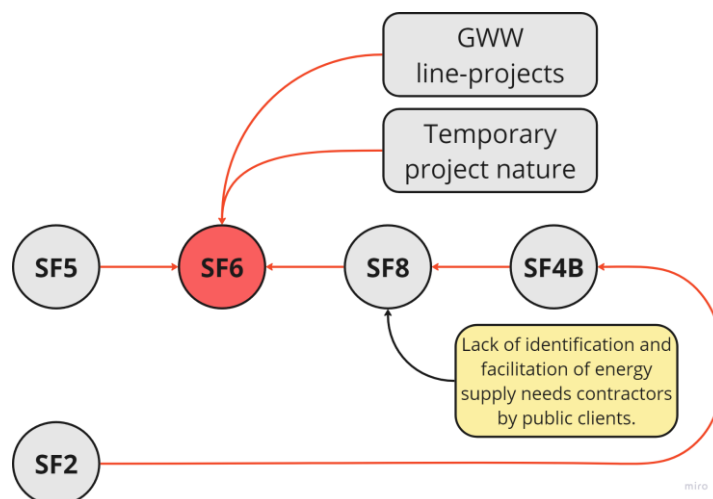 GWW
line-projects
Temporary
project nature
SF5
SF6
SF8
SF4B
Lack of identification and
facilitation of energy
supply needs contractors
by public clients.
SF2
miro